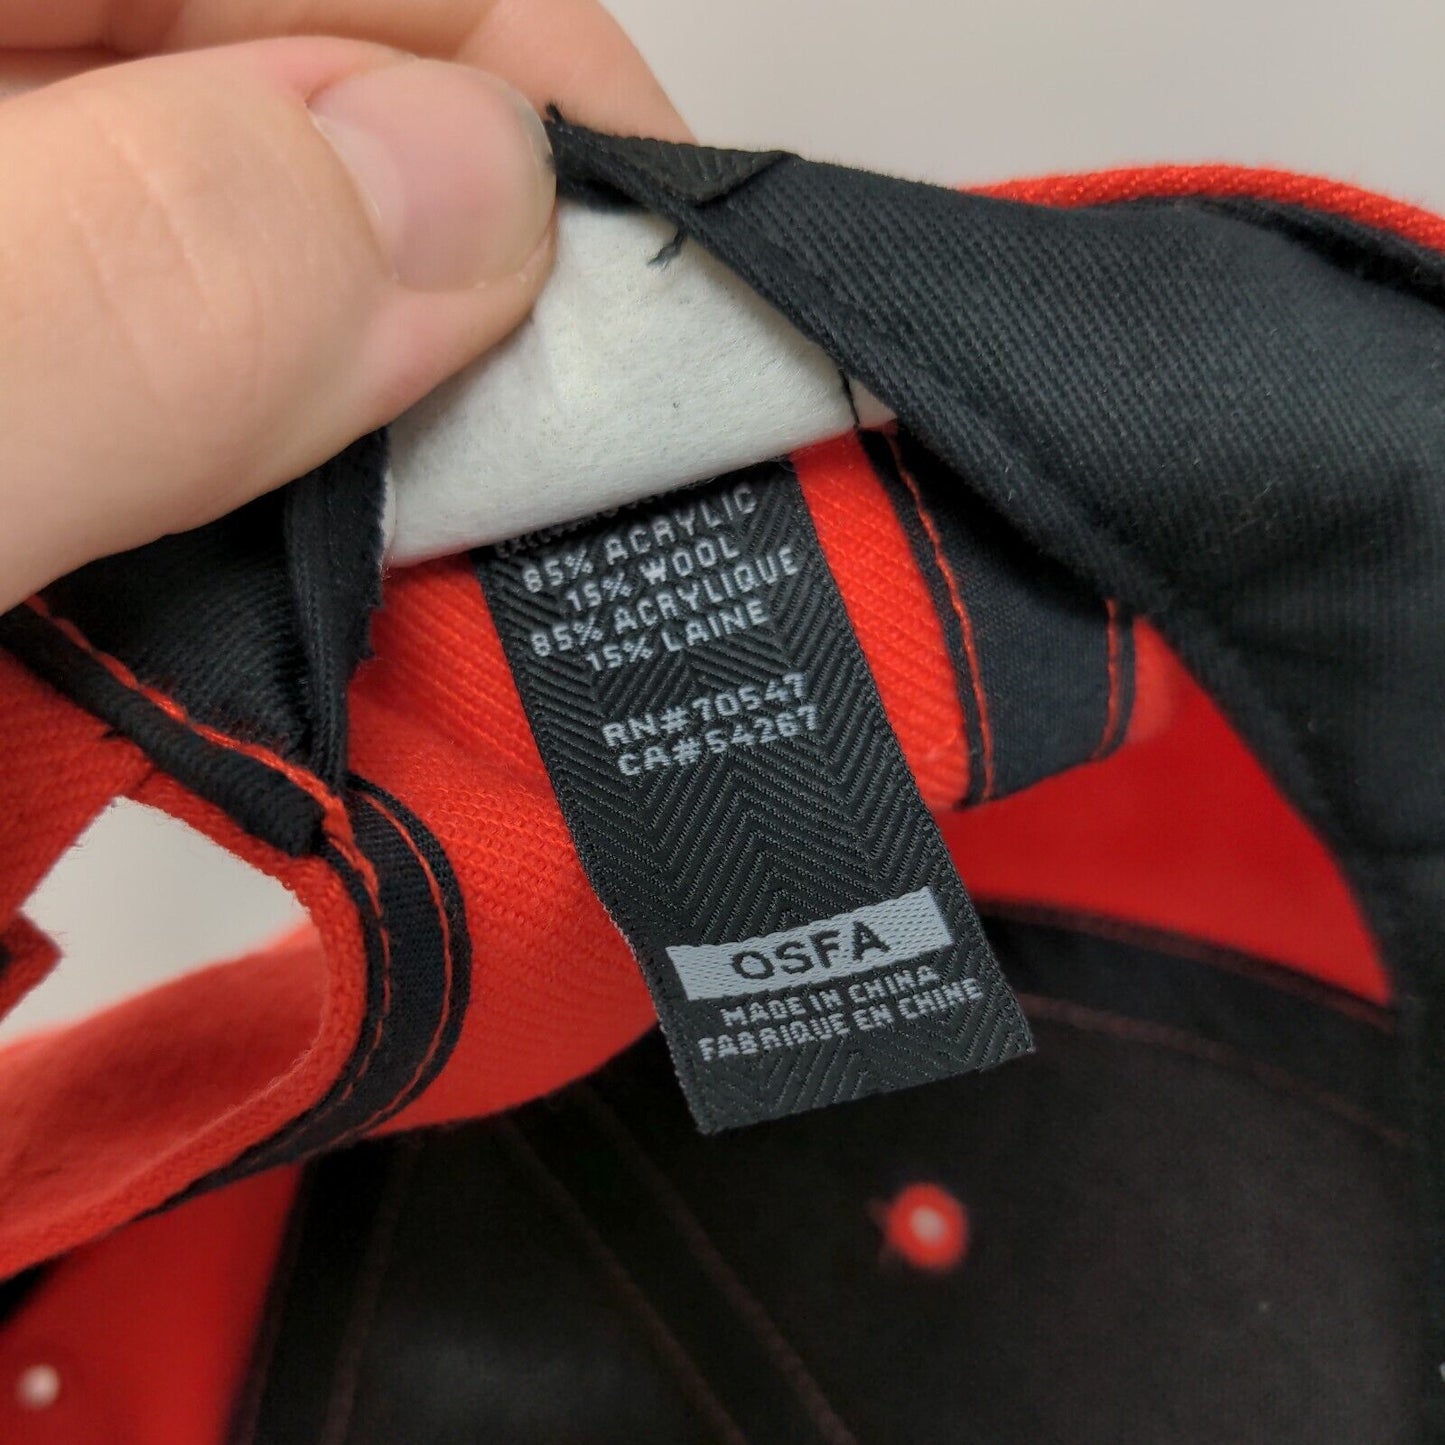 85% ACRYLIC
15% WOOL
85% ACRYLIQUE
15% LAINE
RN#70547
CA#54267
OSFA
MADE IN CHINA
FABRIQUE EN CHINE